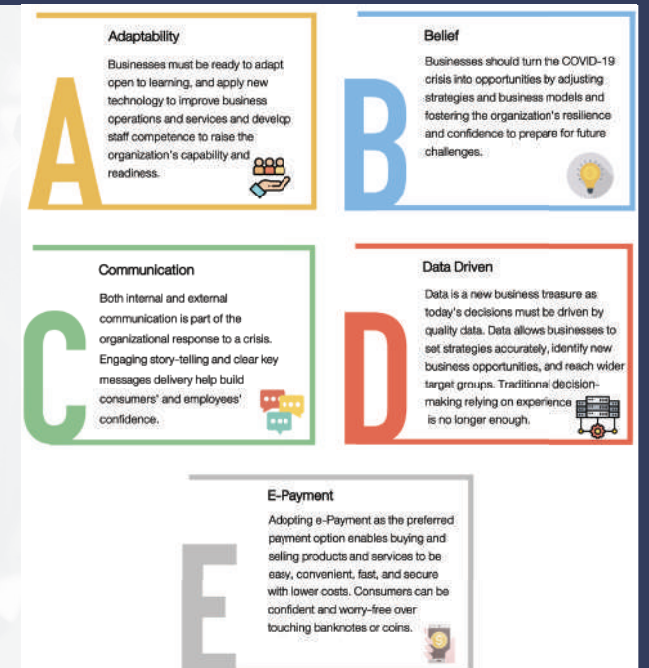 A
Adaptability
Businesses must be ready to adapt
open to learning, and apply new
technology to improve business
operations and services and develop
staff competence to raise the
organization's capability and
readiness.
B
Belief
Businesses should turn the COVID-19
crisis into opportunities by adjusting
strategies and business models and
fostering the organization's resilience
and confidence to prepare for future
challenges.
C
Communication
Both internal and external
communication is part of the
organizational response to a crisis.
Engaging story-telling and clear key
messages delivery help build
consumers' and employees'
confidence.
D
Data Driven
Data is a new business treasure as
today's decisions must be driven by
quality data. Data allows businesses to
set strategies accurately, identify new
business opportunities, and reach wider
target groups. Traditional decision-
making relying on experience
is no longer enough.
E
E-Payment
Adopting e-Payment as the preferred
payment option enables buying and
selling products and services to be
easy, convenient, fast, and secure
with lower costs. Consumers can be
confident and worry-free over
touching banknotes or coins.